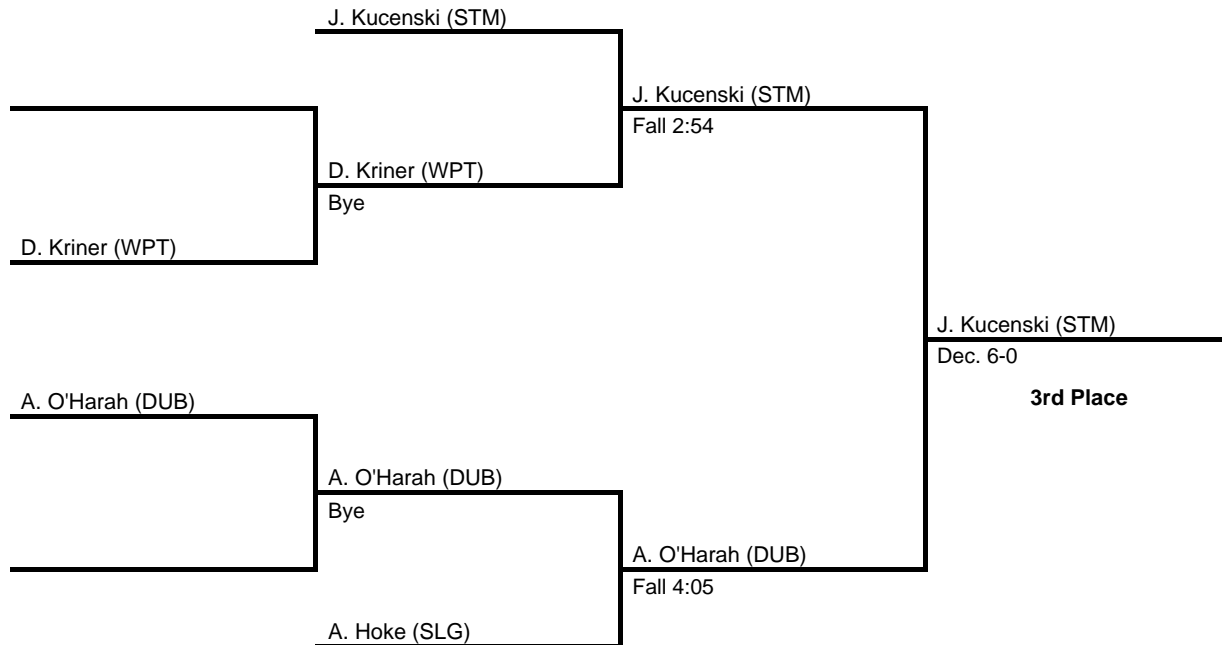 J. Kucenski (STM)
J. Kucenski (STM)
Fall 2:54
D. Kriner (WPT)
Bye
D. Kriner (WPT)
J. Kucenski (STM)
Dec. 6-0
3rd Place
A. O'Harah (DUB)
A. O'Harah (DUB)
Bye
A. O'Harah (DUB)
Fall 4:05
A. Hoke (SLG)